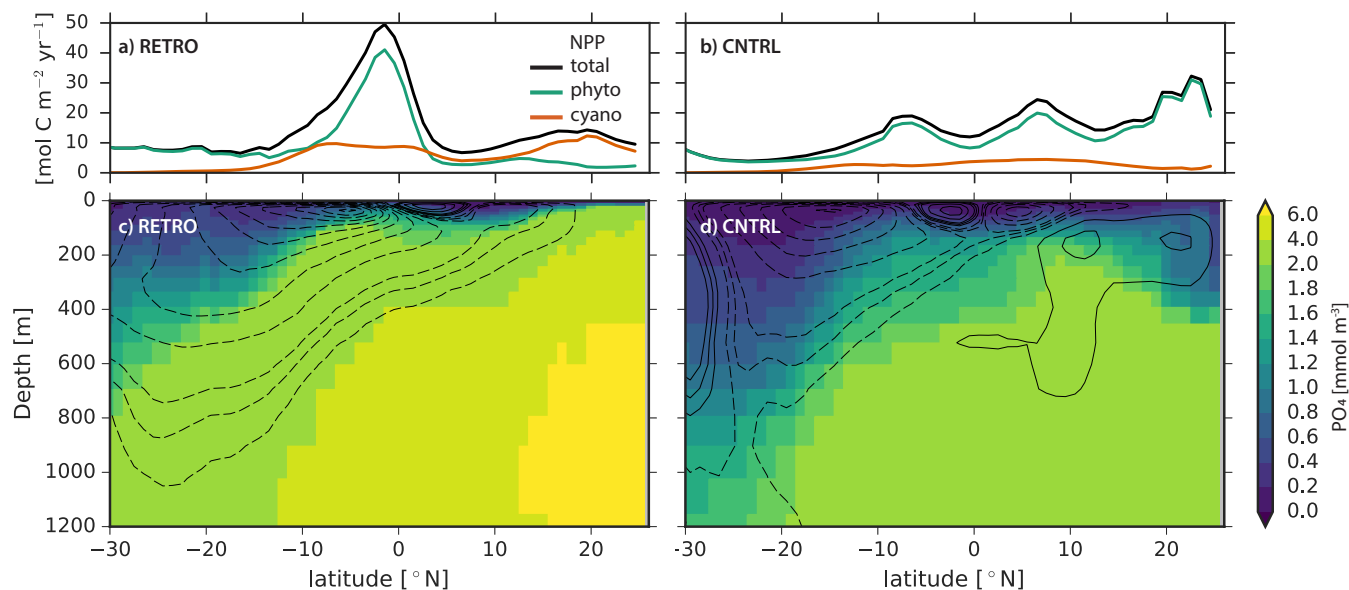 a) RETRO
NPP
total
phyto
cyano
b) CNTRL
[mol C m⁻² yr⁻¹]
50
40
30
20
10
0
c) RETRO
d) CNTRL
Depth [m]
0
200
400
600
800
1000
1200
−30
−20
−10
0
10
20
latitude [°N]
−30
−20
−10
0
10
20
latitude [°N]
6.0
4.0
2.0
1.8
1.6
1.4
1.2
1.0
0.8
0.6
0.4
0.2
0.0
PO₄ [mmol m⁻³]